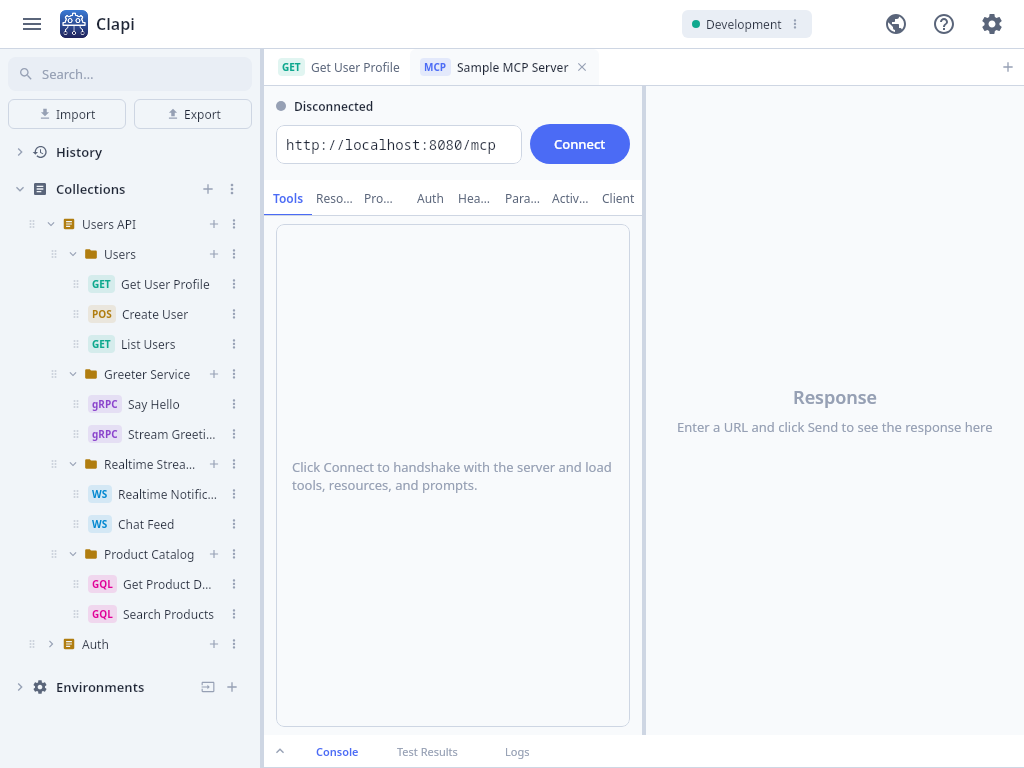 Clapi
Development
Search...
Import
Export
History
Collections
Users API
Users
GET Get User Profile
POS Create User
GET List Users
Greeter Service
gRPC Say Hello
gRPC Stream Greeti...
Realtime Strea...
WS Realtime Notific...
WS Chat Feed
Product Catalog
GQL Get Product D...
GQL Search Products
Auth
Environments
GET Get User Profile
MCP Sample MCP Server
Disconnected
http://localhost:8080/mcp
Connect
Tools Reso... Pro... Auth Hea... Para... Activ... Client
Click Connect to handshake with the server and load
tools, resources, and prompts.
Response
Enter a URL and click Send to see the response here
Console Test Results Logs